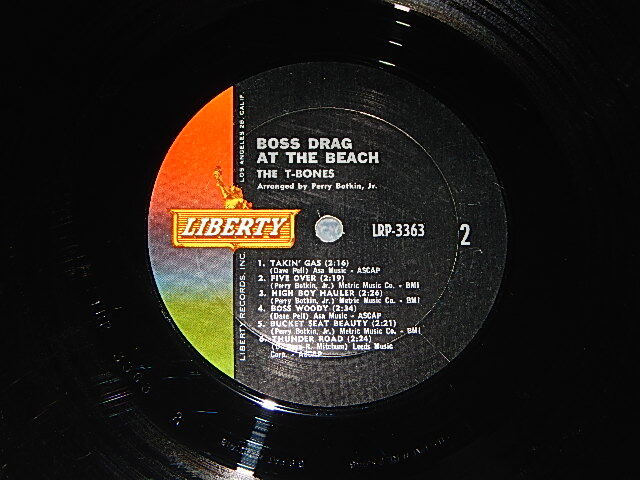 BOSS DRAG
AT THE BEACH
THE T-BONES
Arranged by Perry Botkin, Jr.
LIBERTY
LRP-3363
2
1. TAKIN' GAS (2:16)
(Dave Pell) Asa Music - ASCAP
2. FIVE OVER (2:19)
(Perry Botkin, Jr.) Metric Music Co. - BMI
3. HIGH BOY HAULER (2:26)
(Perry Botkin, Jr.) Metric Music Co. - BMI
4. BOSS WOODY (2:34)
(Dave Pell) Asa Music - ASCAP
5. BUCKET SEAT BEAUTY (2:21)
(Perry Botkin, Jr.) Metric Music Co. - BMI
6. THUNDER ROAD (2:24)
R. Mitchum) Leeds Music
Corp. - ASCAP
LIBERTY RECORDS, INC. LOS ANGELES 28, CALIF.